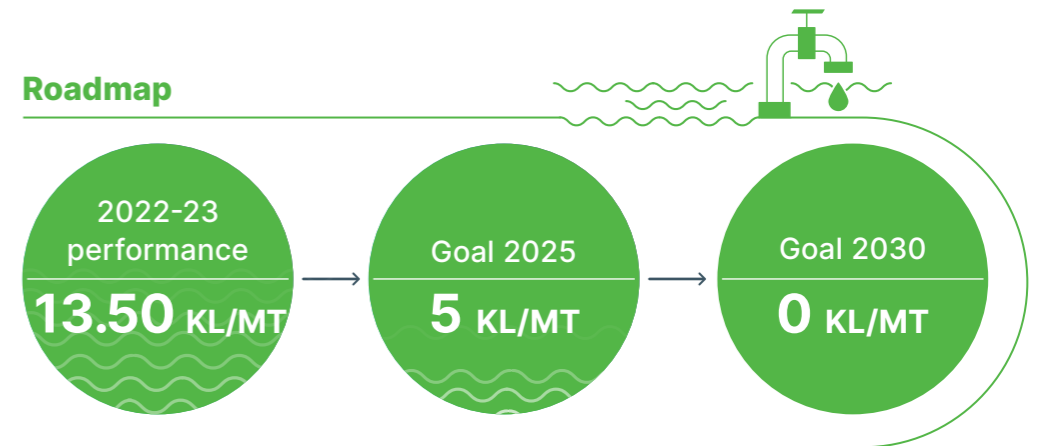 Roadmap
2022-23
performance
13.50 KL/MT
Goal 2025
5 KL/MT
Goal 2030
0 KL/MT